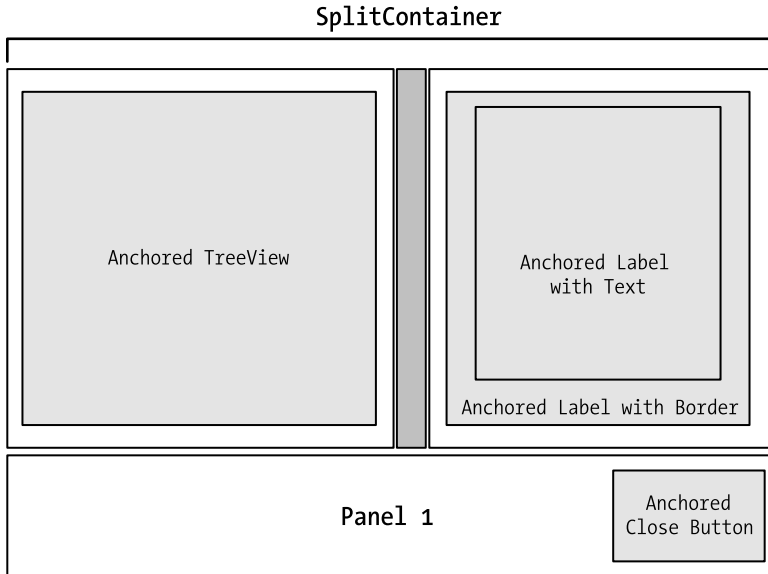 SplitContainer
Anchored TreeView
Anchored Label
with Text
Anchored Label with Border
Panel 1
Anchored
Close Button